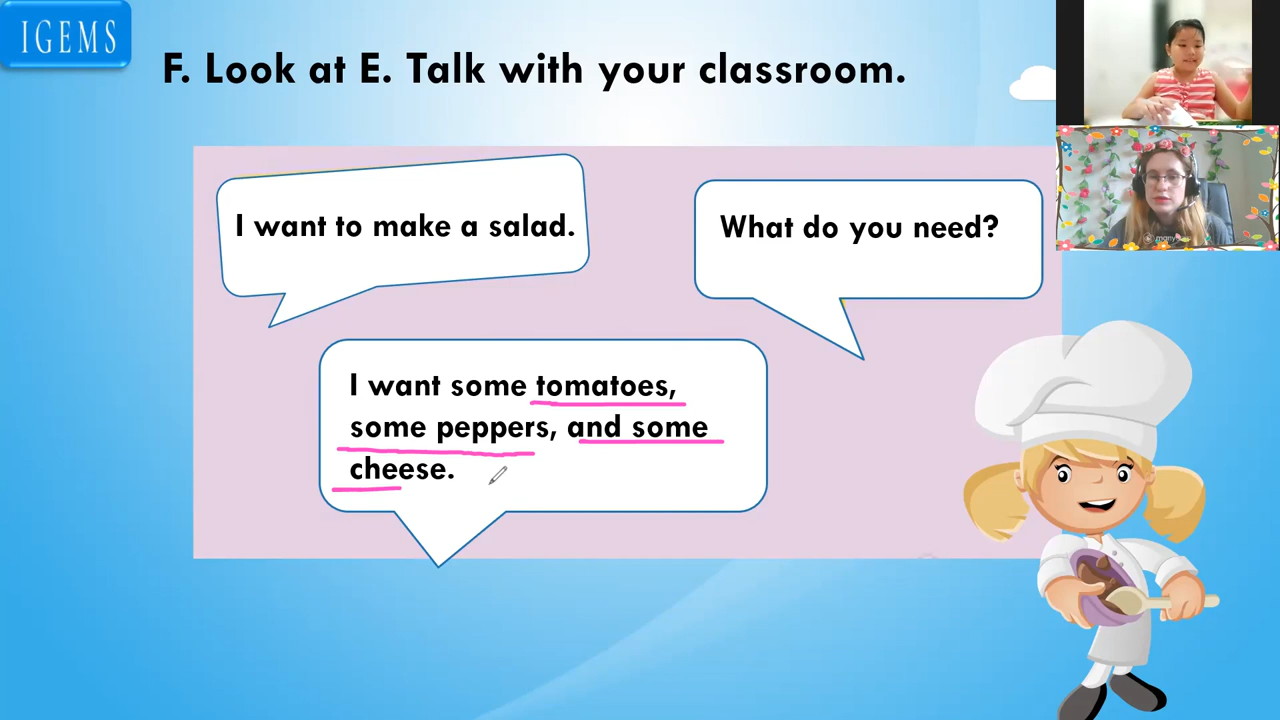 IGEMS
F. Look at E. Talk with your classroom.
I want to make a salad.
What do you need?
I want some tomatoes,
some peppers, and some
cheese.
many